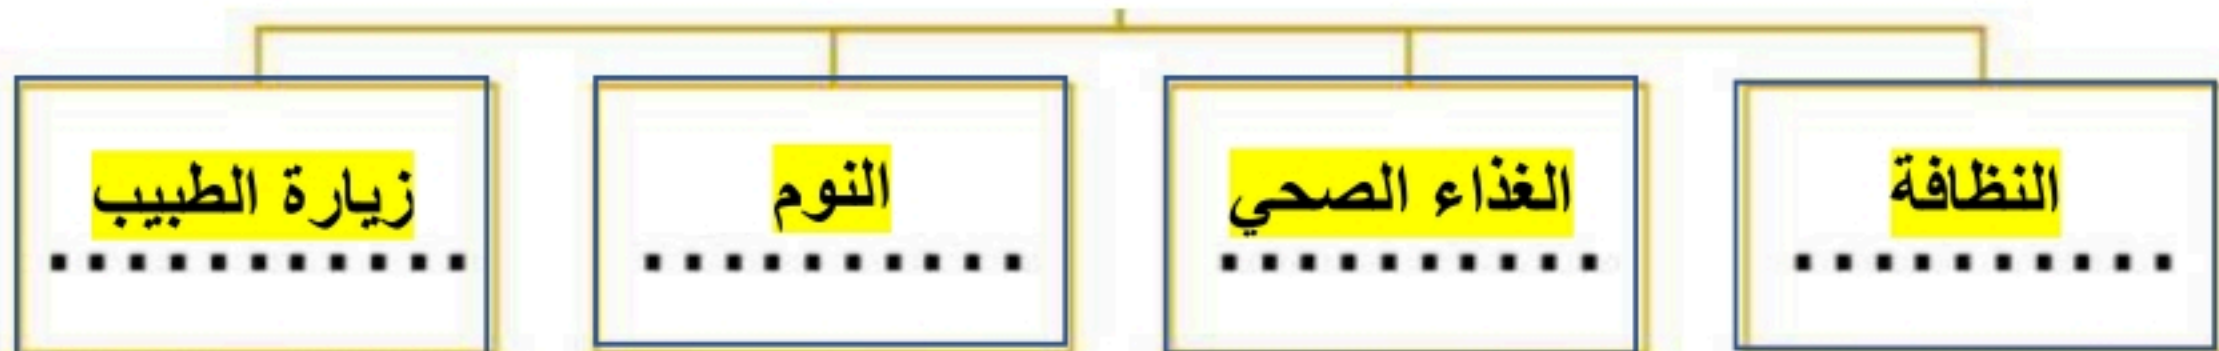 النظافة
الغذاء الصحي
النوم
زيارة الطبيب